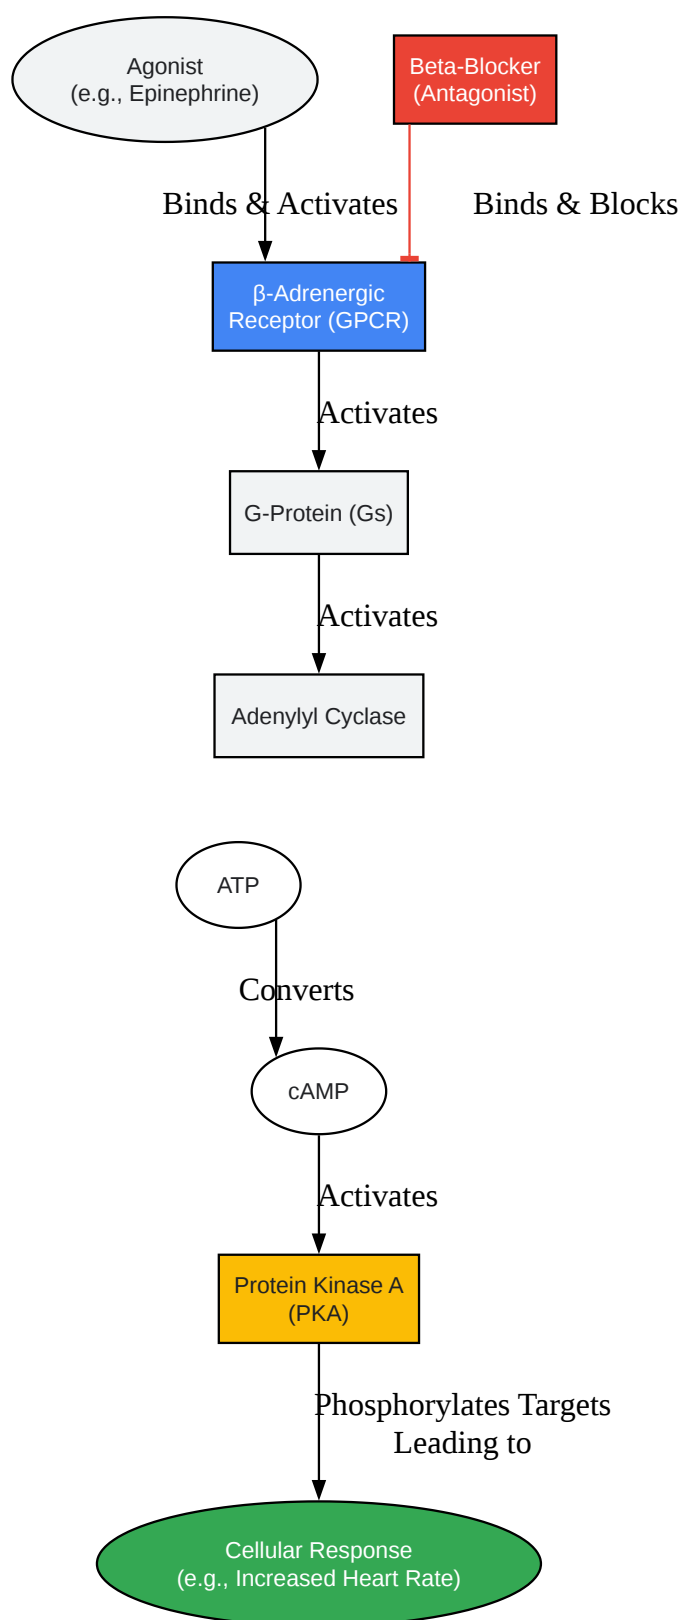 Agonist
(e.g., Epinephrine)
Beta-Blocker
(Antagonist)
Binds & Activates
Binds & Blocks
β-Adrenergic
Receptor (GPCR)
Activates
G-Protein (Gs)
Activates
Adenylyl Cyclase
ATP
Converts
cAMP
Activates
Protein Kinase A
(PKA)
Phosphorylates Targets
Leading to
Cellular Response
(e.g., Increased Heart Rate)